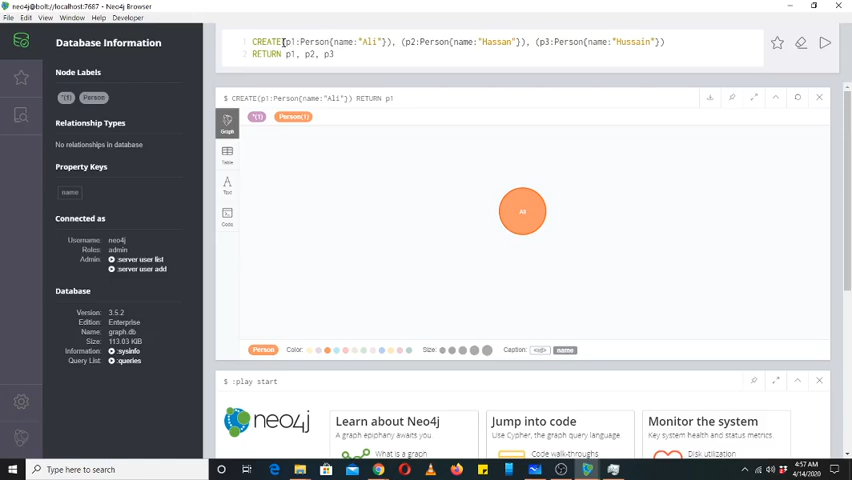 neo4j@bolt://localhost:7687 - Neo4j Browser
File Edit View Window Help Developer
Database Information
Node Labels
*(1) Person
Relationship Types
No relationships in database
Property Keys
name
Connected as
Username: neo4j
Roles: admin
Admin: :server user list
:server user add
Database
Version: 3.5.2
Edition: Enterprise
Name: graph.db
Size: 113.03 KiB
Information: :sysinfo
Query List: :queries
1 CREATE(p1:Person{name:"Ali"}), (p2:Person{name:"Hassan"}), (p3:Person{name:"Hussain"})
2 RETURN p1, p2, p3
$ CREATE(p1:Person{name:"Ali"}) RETURN p1
Graph
*(1) Person(1)
Table
Text
Code
Ali
Person Color: Size: Caption: <id> name
$ :play start
neo4j
Learn about Neo4j
A graph epiphany awaits you
What is a graph
Jump into code
Use Cypher, the graph query language.
Code walk-throughs
Monitor the system
Key system health and status metrics.
Disk utilization
Type here to search
4:57 AM
4/14/2020